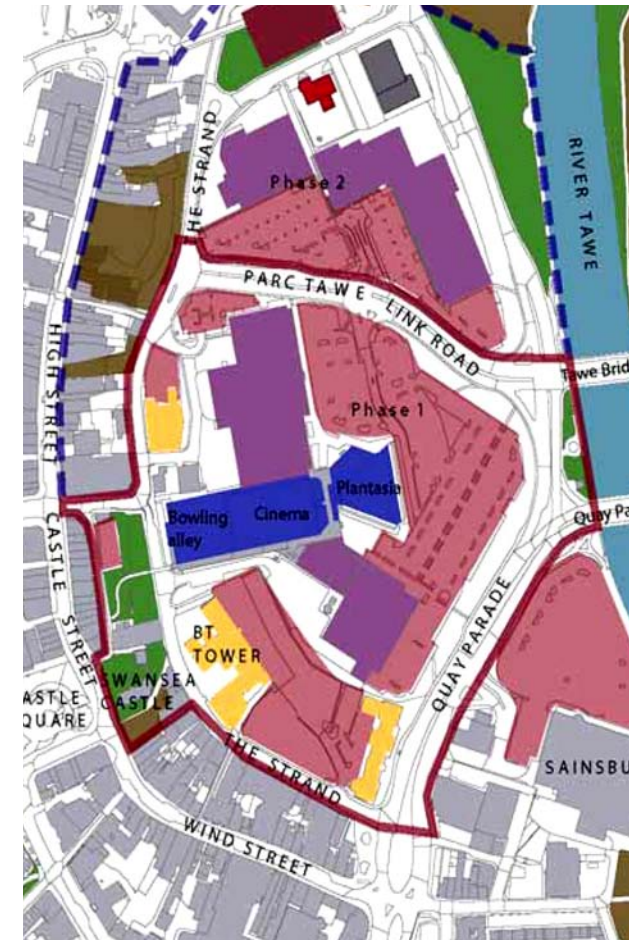 THE STRAND
Phase 2
RIVER TAWE
PARC TAWE LINK ROAD
HIGH STREET
Tawe Brid
Phase 1
Plantasia
Bowling
alley
Cinema
Quay Pa
CASTLE STREET
QUAY PARADE
BT
TOWER
SWANSEA
CASTLE
ASTLE
QUARE
THE STRAND
SAINSBU
WIND STREET